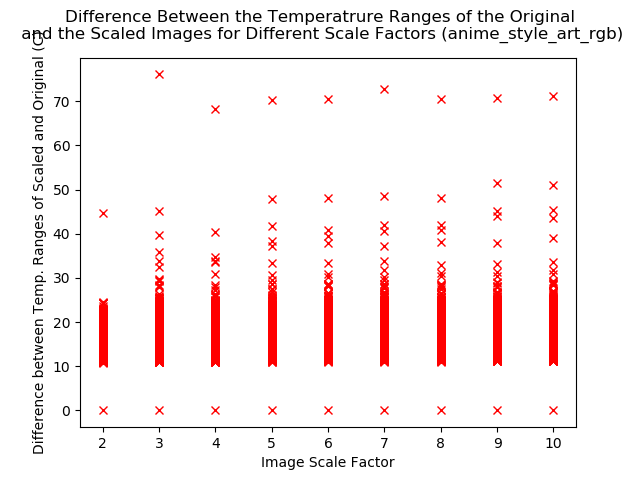 Difference Between the Temperatrure Ranges of the Original
and the Scaled Images for Different Scale Factors (anime_style_art_rgb)
Difference between Temp. Ranges of Scaled and Original (C)
70
60
50
40
30
20
10
0
2 3 4 5 6 7 8 9 10
Image Scale Factor